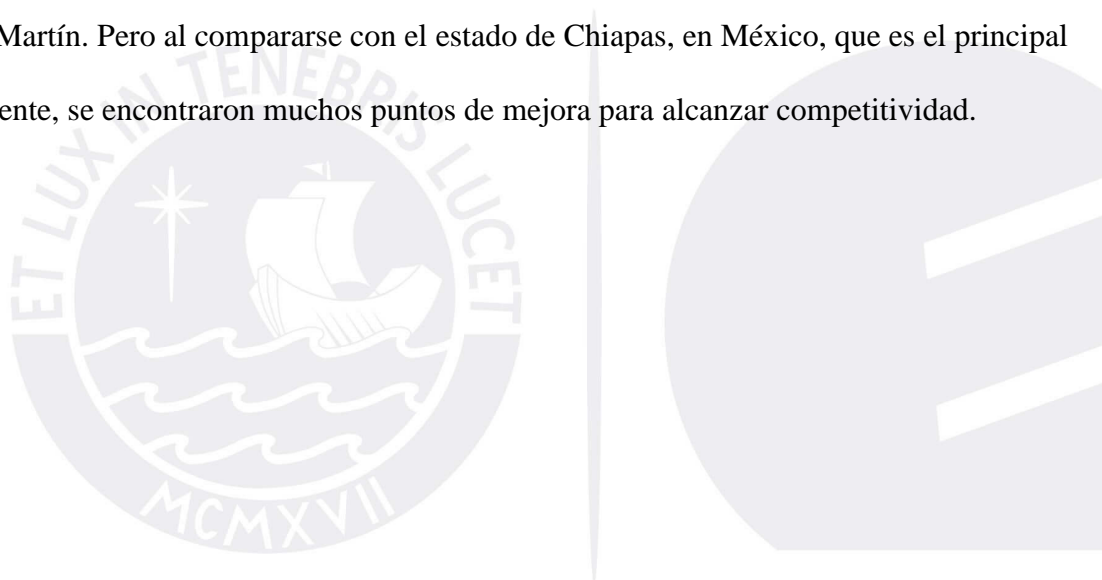 Martín. Pero al compararse con el estado de Chiapas, en México, que es el principal
ente, se encontraron muchos puntos de mejora para alcanzar competitividad.
ET LUX IN TENEBRIS LUCET
MCMXVII